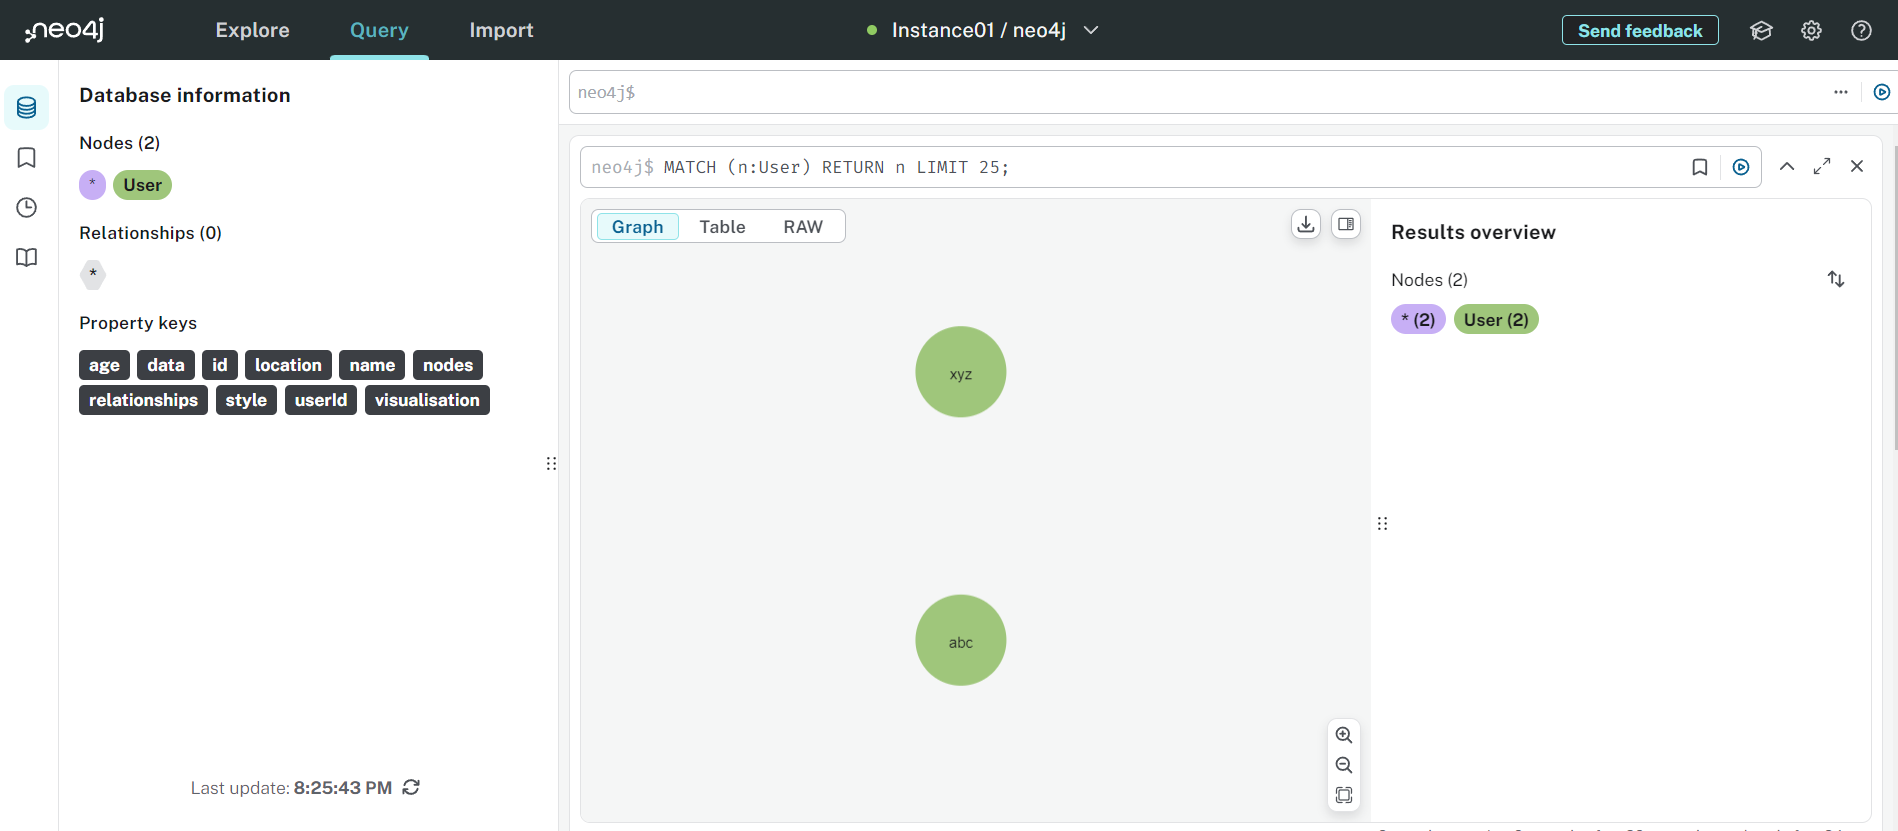 neo4j
Explore
Query
Import
Instance01 / neo4j
Send feedback
Database information
Nodes (2)
* User
Relationships (0)
*
Property keys
age data id location name nodes
relationships style userId visualisation
Last update: 8:25:43 PM
neo4j$
neo4j$ MATCH (n:User) RETURN n LIMIT 25;
Graph Table RAW
xyz
abc
Results overview
Nodes (2)
* (2) User (2)